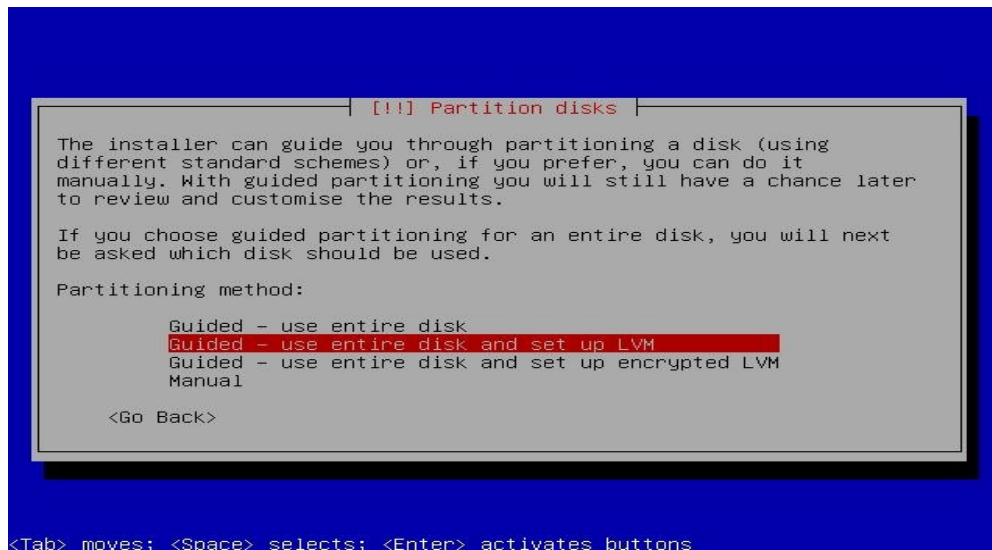 [!!] Partition disks
The installer can guide you through partitioning a disk (using
different standard schemes) or, if you prefer, you can do it
manually. With guided partitioning you will still have a chance later
to review and customise the results.
If you choose guided partitioning for an entire disk, you will next
be asked which disk should be used.
Partitioning method:
Guided – use entire disk
Guided – use entire disk and set up LVM
Guided – use entire disk and set up encrypted LVM
Manual
<Go Back>
<Tab> moves; <Space> selects; <Enter> activates buttons